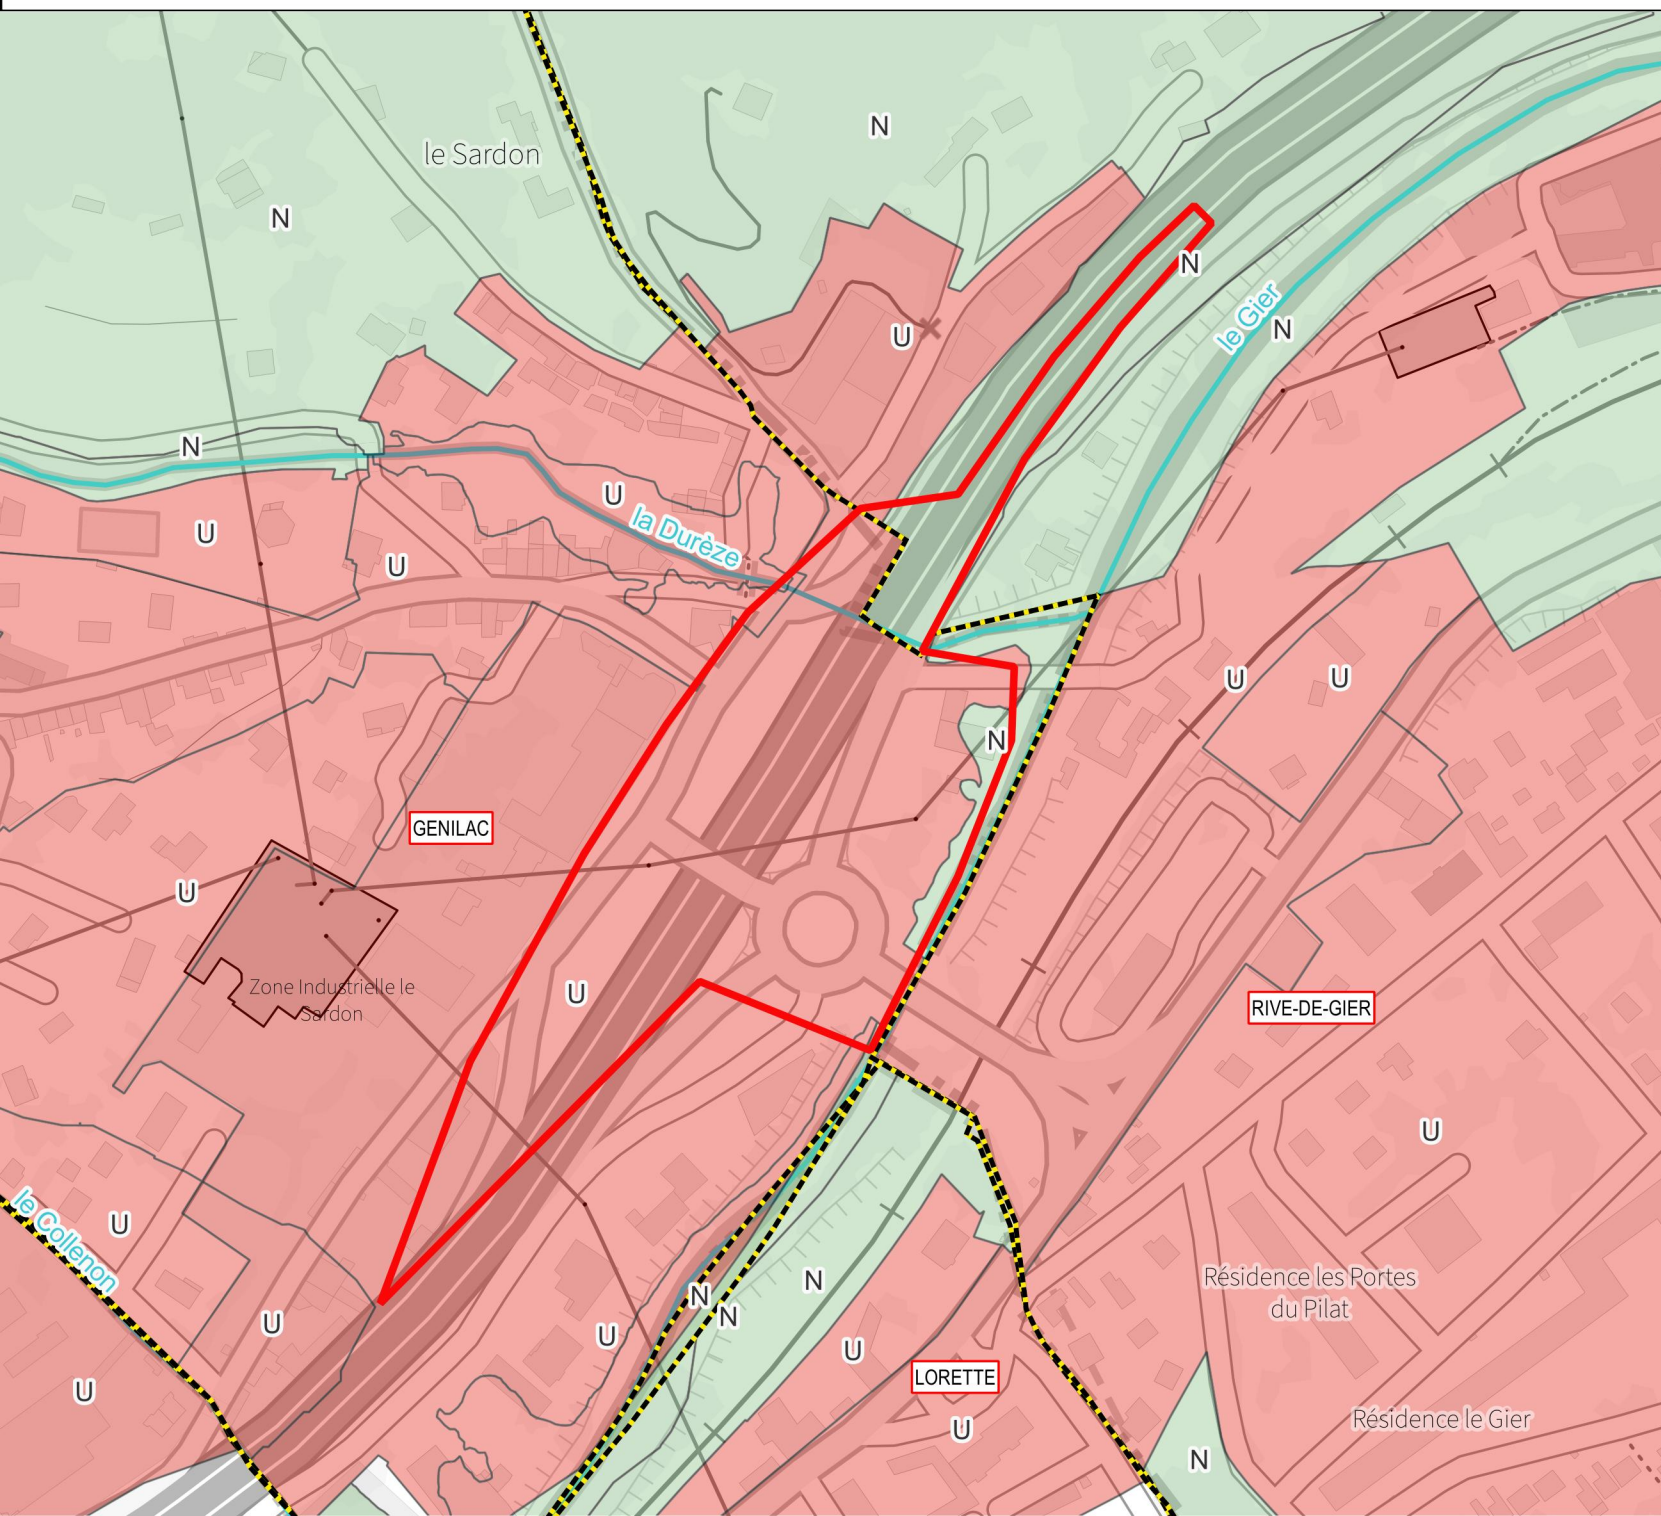 N
le Sardon
N
N
le Gier
N
U
N
U
la Durèze
U
U
U
U
N
GENILAC
U
Zone Industrielle le
Sardon
U
RIVE-DE-GIER
U
le Collenon
U
N
N
N
Résidence les Portes
du Pilat
U
U
U
LORETTE
U
U
Résidence le Gier
N